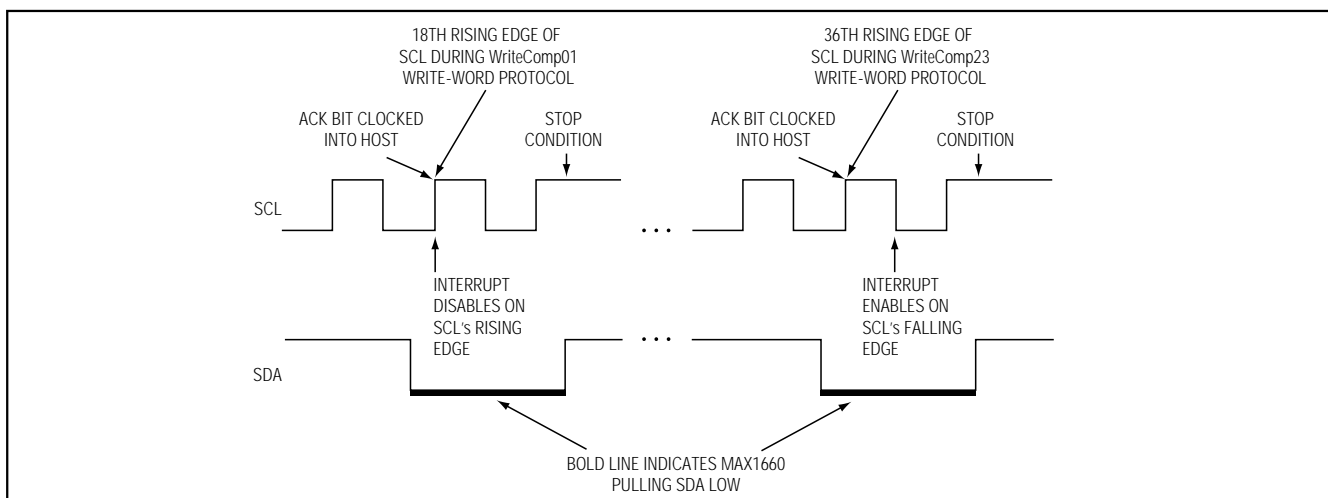 18TH RISING EDGE OF
SCL DURING WriteComp01
WRITE-WORD PROTOCOL
36TH RISING EDGE OF
SCL DURING WriteComp23
WRITE-WORD PROTOCOL
ACK BIT CLOCKED
INTO HOST
STOP
CONDITION
ACK BIT CLOCKED
INTO HOST
STOP
CONDITION
SCL
...
INTERRUPT
DISABLES ON
SCL's RISING
EDGE
INTERRUPT
ENABLES ON
SCL's FALLING
EDGE
SDA
...
BOLD LINE INDICATES MAX1660
PULLING SDA LOW